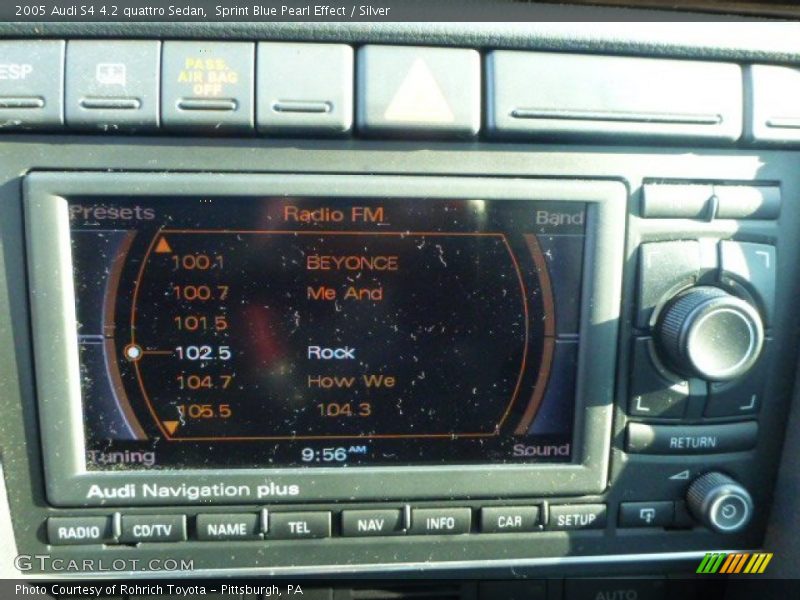 2005 Audi S4 4.2 quattro Sedan, Sprint Blue Pearl Effect / Silver
ESP
PASS.
AIR BAG
OFF
Presets Radio FM Band
100.1 BEYONCE
100.7 Me And
101.5
102.5 Rock
104.7 How We
105.5 104.3
Tuning 9:56 AM Sound
Audi Navigation plus
RETURN
RADIO CD/TV NAME TEL NAV INFO CAR SETUP
GTCARLOT.COM
AUTO
Photo Courtesy of Rohrich Toyota - Pittsburgh, PA